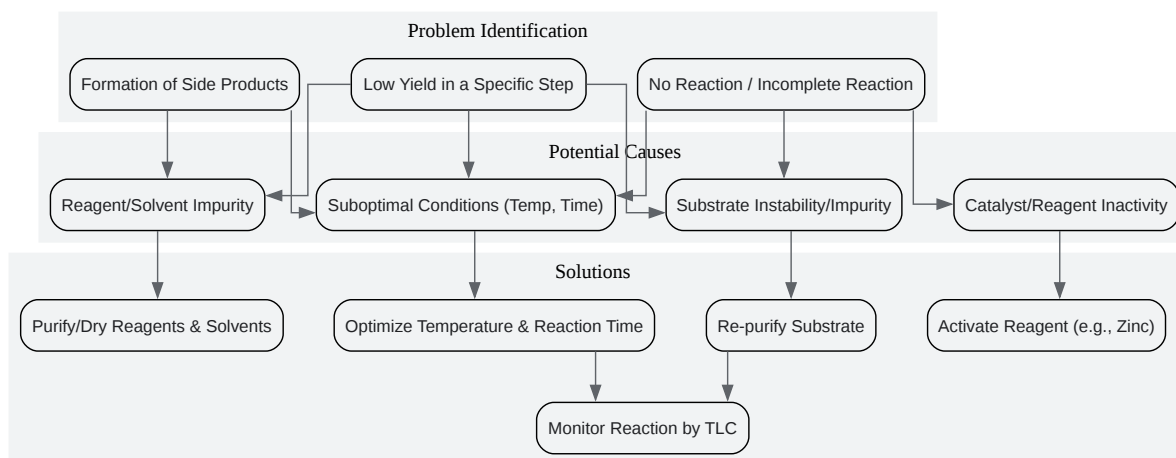 Problem Identification
Formation of Side Products
Low Yield in a Specific Step
No Reaction / Incomplete Reaction
Potential Causes
Reagent/Solvent Impurity
Suboptimal Conditions (Temp, Time)
Substrate Instability/Impurity
Catalyst/Reagent Inactivity
Solutions
Purify/Dry Reagents & Solvents
Optimize Temperature & Reaction Time
Re-purify Substrate
Activate Reagent (e.g., Zinc)
Monitor Reaction by TLC